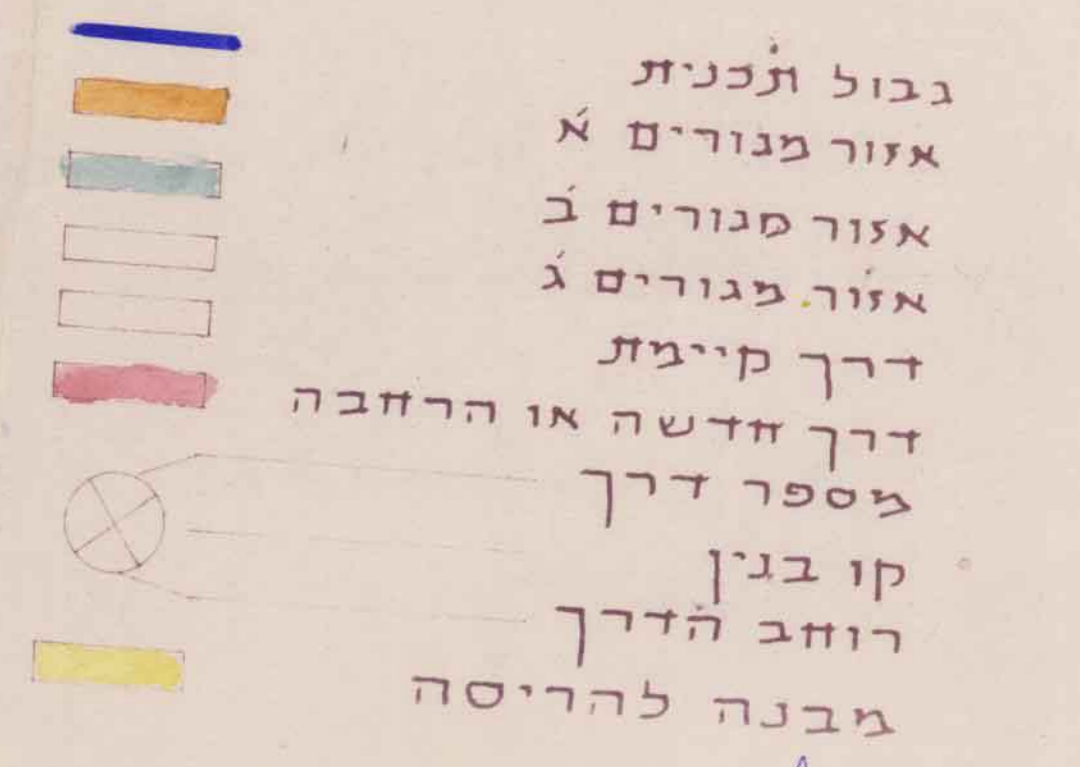 גבול תכנית
אזור מגורים א'
אזור מגורים ב'
אזור מגורים ג'
דרך קיימת
דרך חדשה או הרחבה
מספר דרך
קו בנין
רוחב הדרך
מבנה להריסה